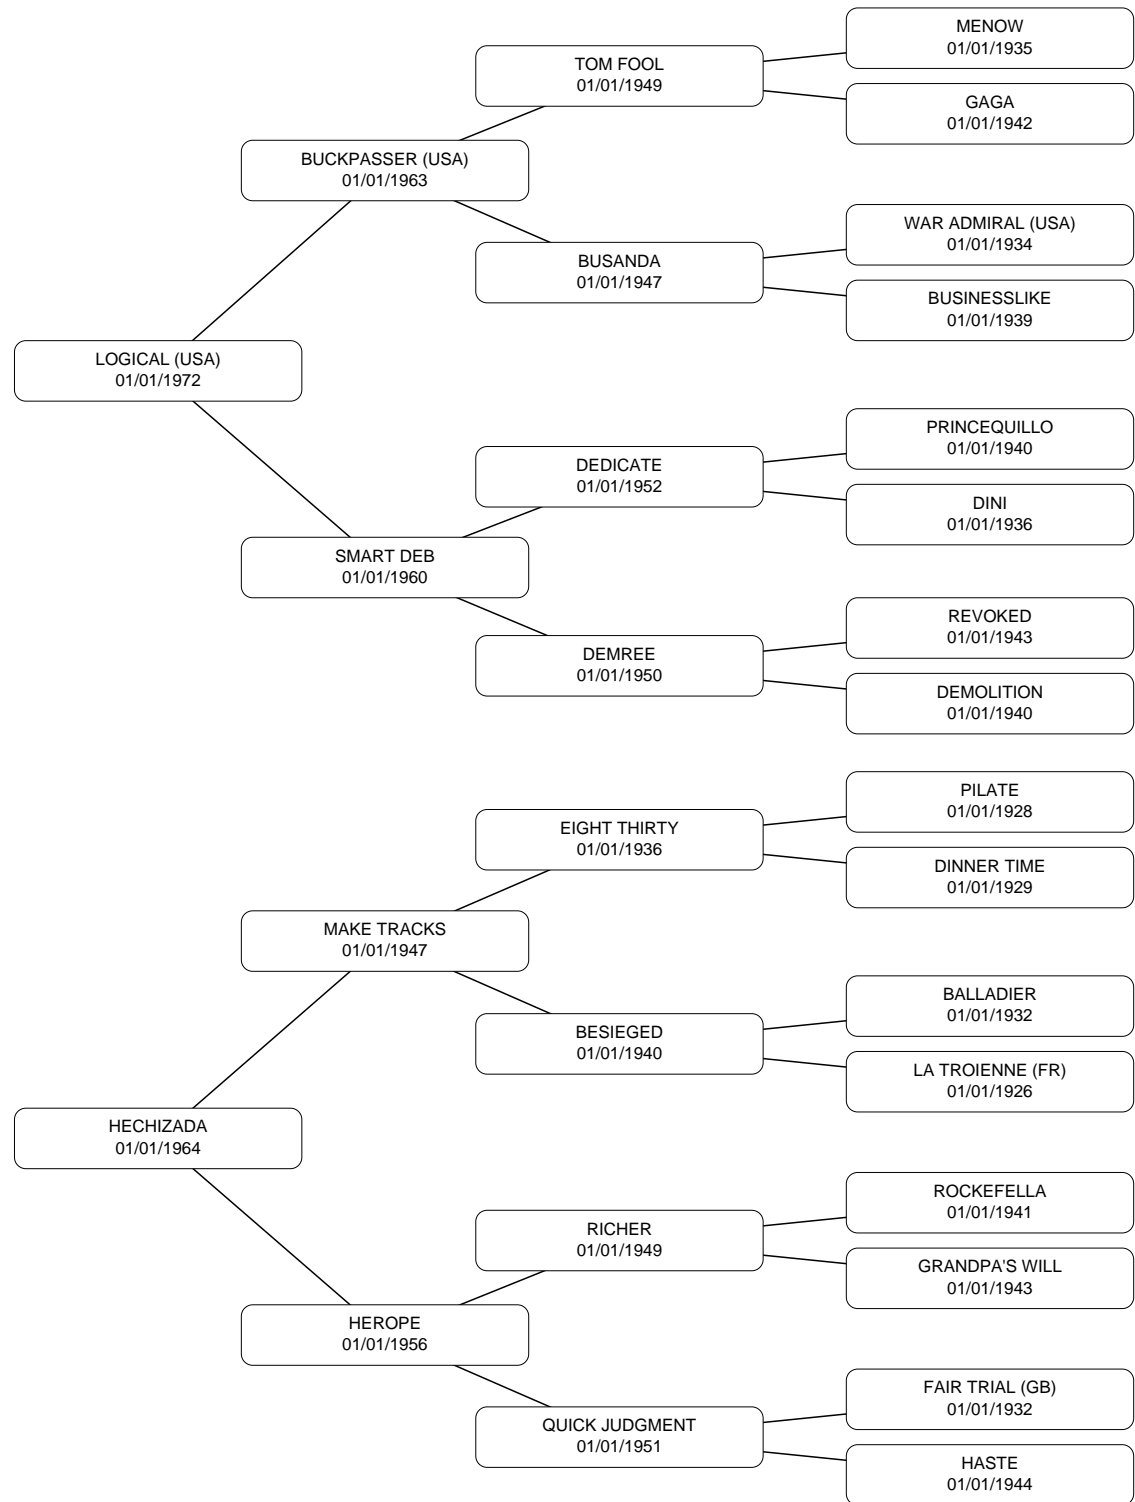 MENOW
01/01/1935
TOM FOOL
01/01/1949
GAGA
01/01/1942
BUCKPASSER (USA)
01/01/1963
WAR ADMIRAL (USA)
01/01/1934
BUSANDA
01/01/1947
BUSINESSLIKE
01/01/1939
LOGICAL (USA)
01/01/1972
PRINCEQUILLO
01/01/1940
DEDICATE
01/01/1952
DINI
01/01/1936
SMART DEB
01/01/1960
REVOKED
01/01/1943
DEMREE
01/01/1950
DEMOLITION
01/01/1940
PILATE
01/01/1928
EIGHT THIRTY
01/01/1936
DINNER TIME
01/01/1929
MAKE TRACKS
01/01/1947
BALLADIER
01/01/1932
BESIEGED
01/01/1940
LA TROIENNE (FR)
01/01/1926
HECHIZADA
01/01/1964
ROCKEFELLA
01/01/1941
RICHER
01/01/1949
GRANDPA'S WILL
01/01/1943
HEROPE
01/01/1956
FAIR TRIAL (GB)
01/01/1932
QUICK JUDGMENT
01/01/1951
HASTE
01/01/1944